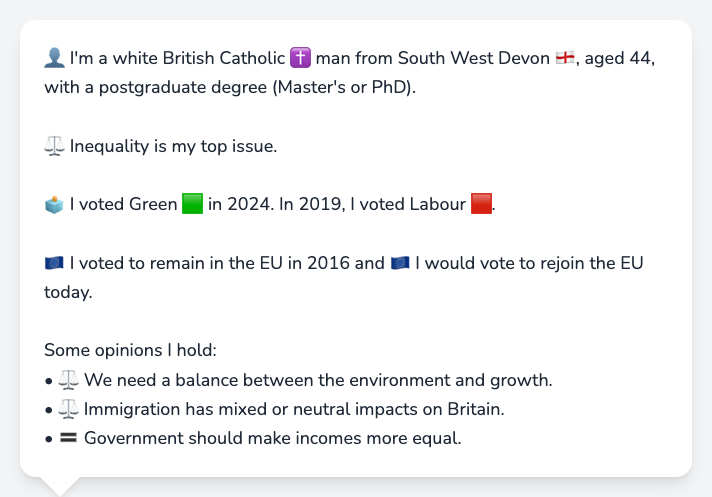 👤 I'm a white British Catholic ✝️ man from South West Devon 🏴󠁧󠁢󠁥󠁮󠁧󠁿, aged 44,
with a postgraduate degree (Master's or PhD).
⚖️ Inequality is my top issue.
🗳️ I voted Green 🟩 in 2024. In 2019, I voted Labour 🟥.
🇪🇺 I voted to remain in the EU in 2016 and 🇪🇺 I would vote to rejoin the EU
today.
Some opinions I hold:
• ⚖️ We need a balance between the environment and growth.
• ⚖️ Immigration has mixed or neutral impacts on Britain.
• 🟰 Government should make incomes more equal.